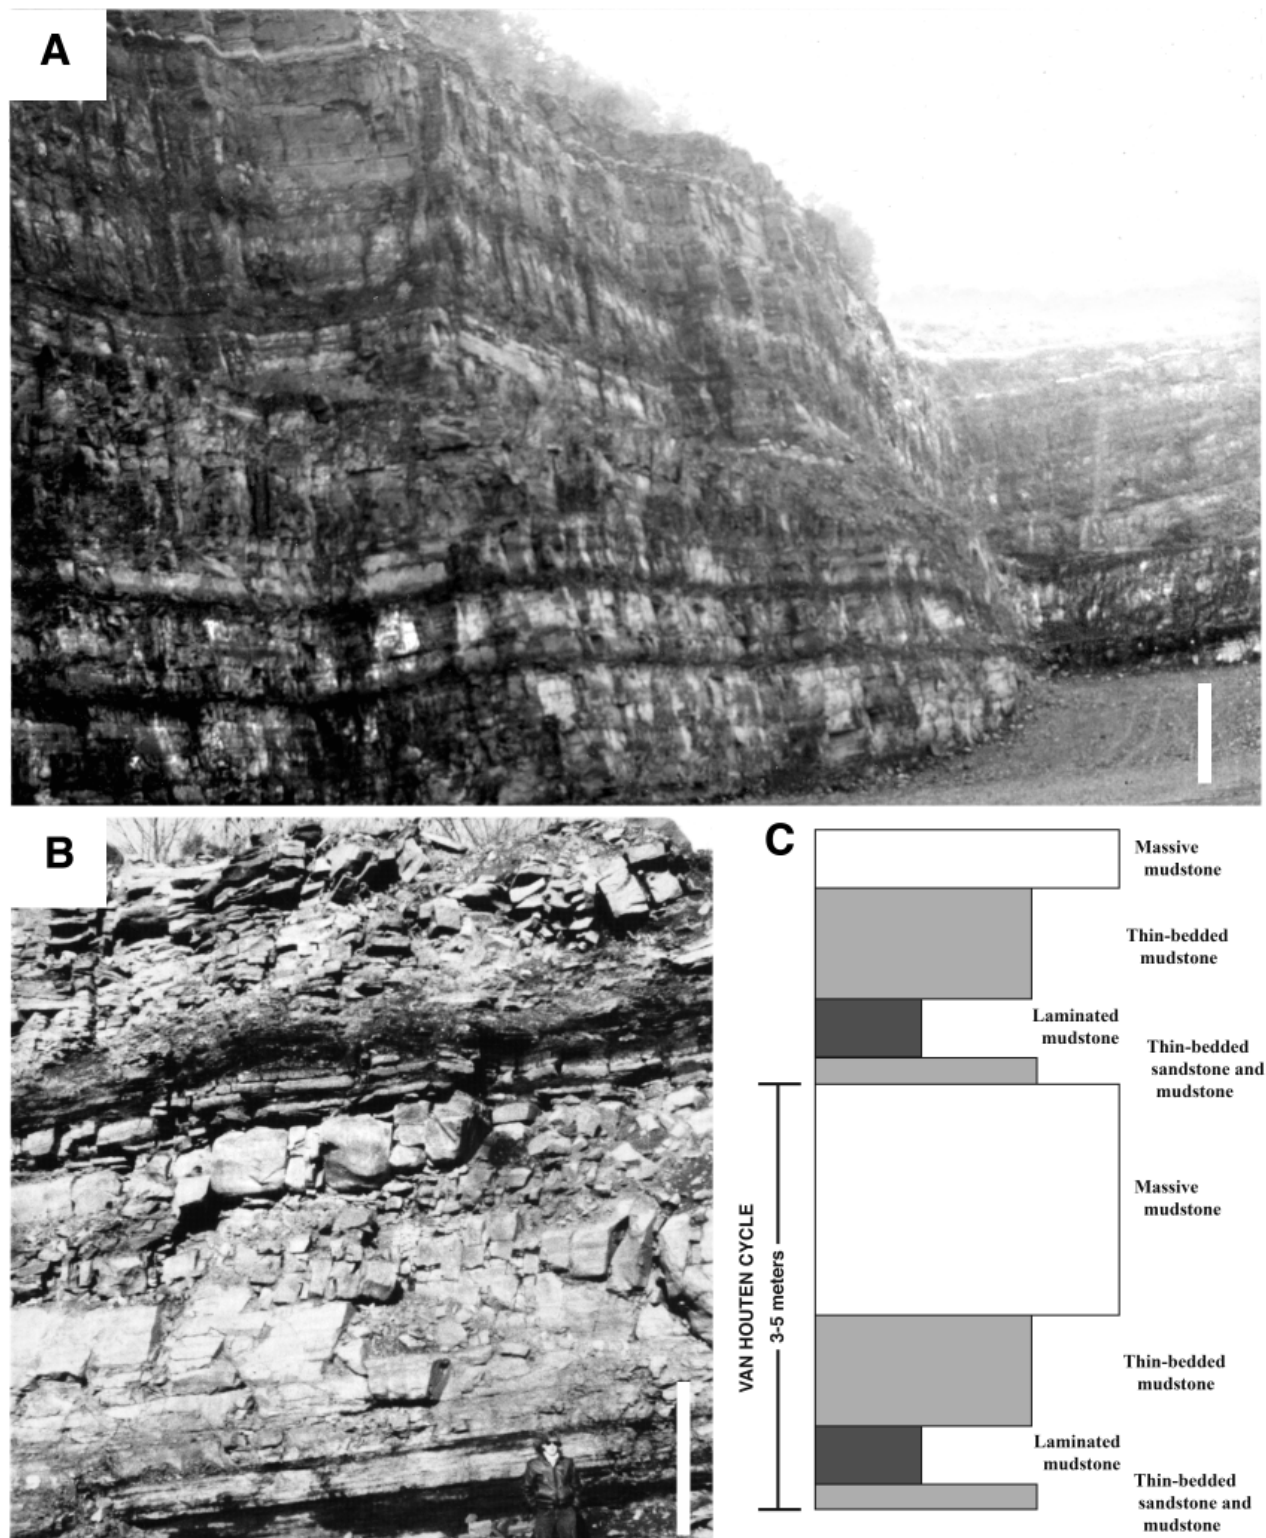 A
B
C
Massive
mudstone
Thin-bedded
mudstone
Laminated
mudstone
Thin-bedded
sandstone and
mudstone
VAN HOUTEN CYCLE
3-5 meters
Massive
mudstone
Thin-bedded
mudstone
Laminated
mudstone
Thin-bedded
sandstone and
mudstone